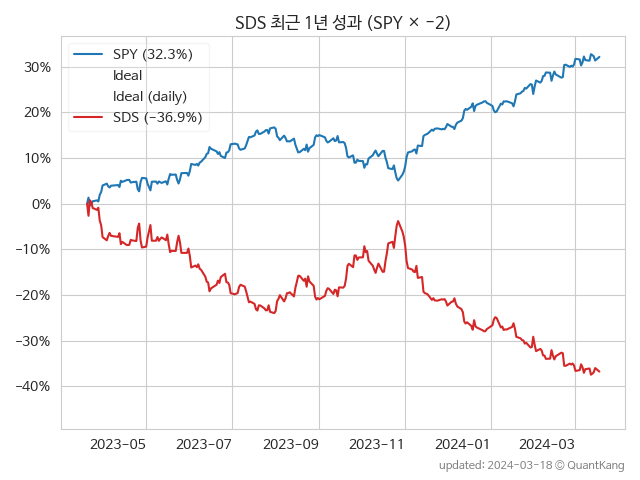 SDS 최근 1년 성과 (SPY × −2)
SPY (32.3%)
Ideal
Ideal (daily)
SDS (−36.9%)
30%
20%
10%
0%
−10%
−20%
−30%
−40%
2023−05
2023−07
2023−09
2023−11
2024−01
2024−03
updated: 2024−03−18 © QuantKang